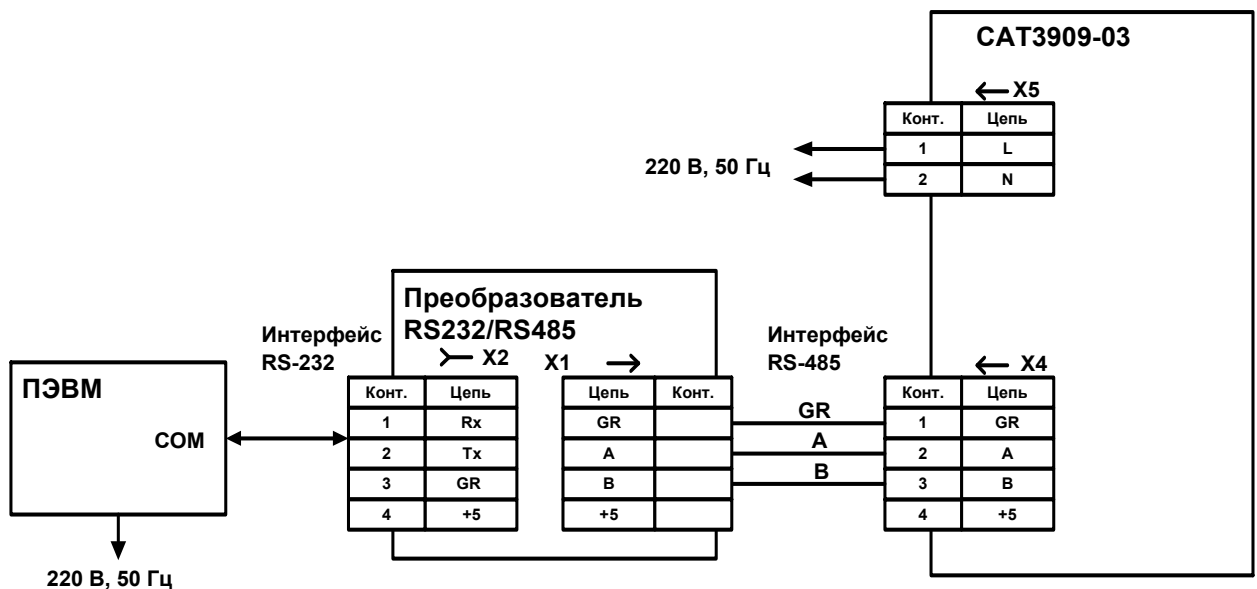 САТ3909-03
X5
Конт. Цепь
1 L
2 N
220 В, 50 Гц
Преобразователь
RS232/RS485
Интерфейс
RS-232
X2
X1
Интерфейс
RS-485
X4
ПЭВМ
COM
Конт. Цепь
1 Rx
2 Tx
3 GR
4 +5
Цепь Конт.
GR
A
B
+5
GR
A
B
Конт. Цепь
1 GR
2 A
3 B
4 +5
220 В, 50 Гц